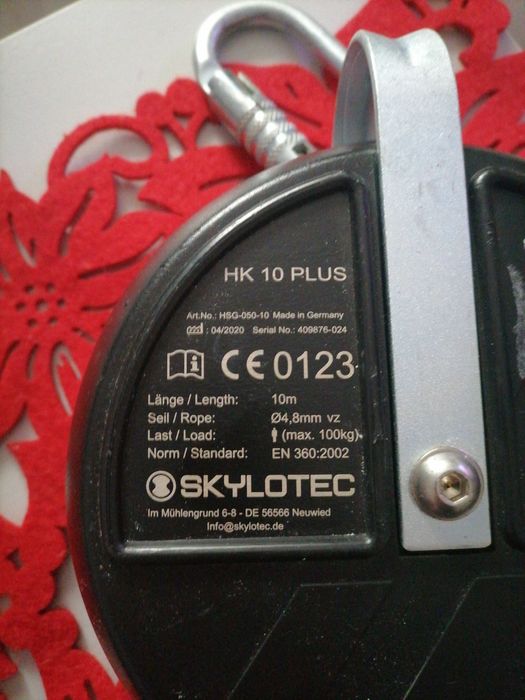 HK 10 PLUS
Art.No.: HSG-050-10 Made in Germany
: 04/2020 Serial No.: 409876-024
i CE 0123
Länge / Length: 10m
Seil / Rope: Ø4,8mm vz
Last / Load: (max. 100kg)
Norm / Standard: EN 360:2002
SKYLOTEC
Im Mühlengrund 6-8 - DE 56566 Neuwied
Info@skylotec.de